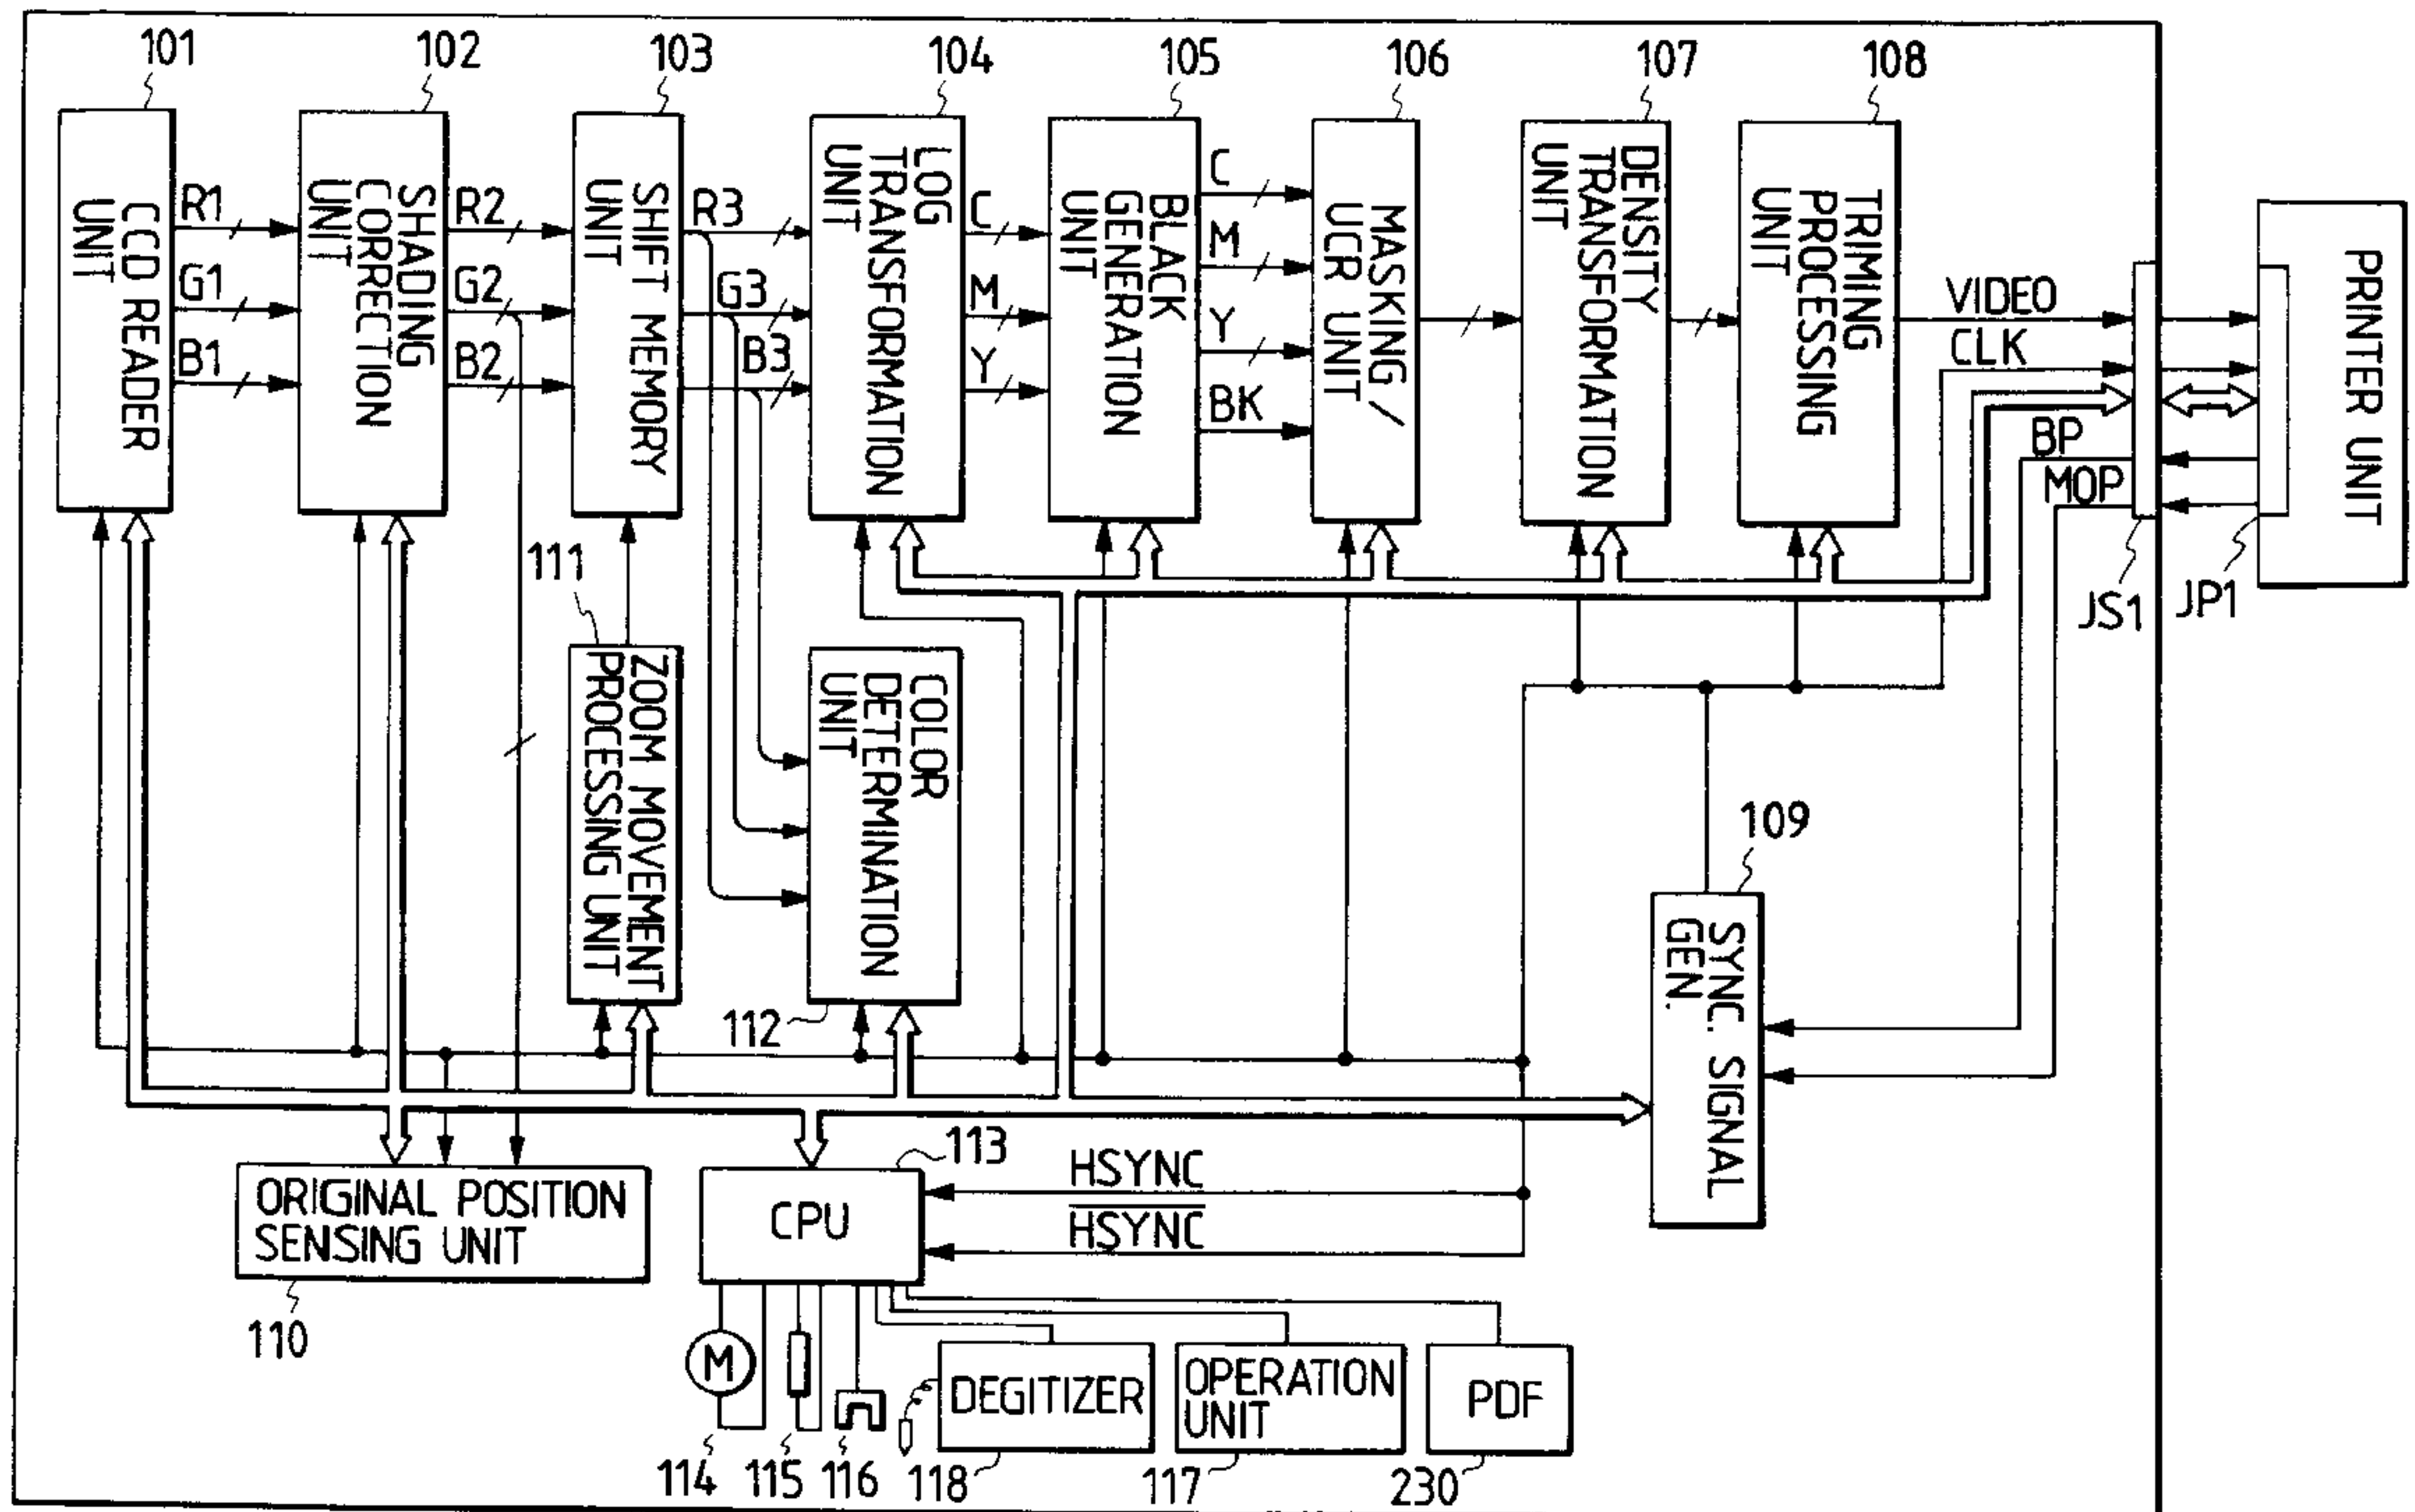 101
102
103
104
105
106
107
108
CCD READER
UNIT
R1
G1
B1
SHADING
CORRECTION
UNIT
R2
G2
B2
SHIFT MEMORY
UNIT
R3
G3
B3
LOG
TRANSFORMATION
UNIT
C
M
Y
BLACK
GENERATION
UNIT
C
M
Y
BK
MASKING /
UCR UNIT
DENSITY
TRANSFORMATION
UNIT
TRIMING
PROCESSING
UNIT
VIDEO
CLK
BP
MOP
PRINTER UNIT
JS1
JP1
111
ZOOM MOVEMENT
PROCESSING UNIT
COLOR
DETERMINATION
UNIT
112
109
SYNC. SIGNAL
GEN.
ORIGINAL POSITION
SENSING UNIT
110
113
CPU
HSYNC
HSYNC
M
DEGITIZER
OPERATION
UNIT
PDF
114
115
116
118
117
230